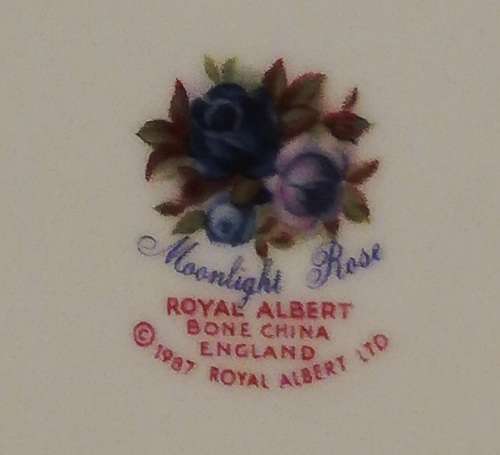 Moonlight Rose
ROYAL ALBERT
BONE CHINA
ENGLAND
© 1987 ROYAL ALBERT LTD